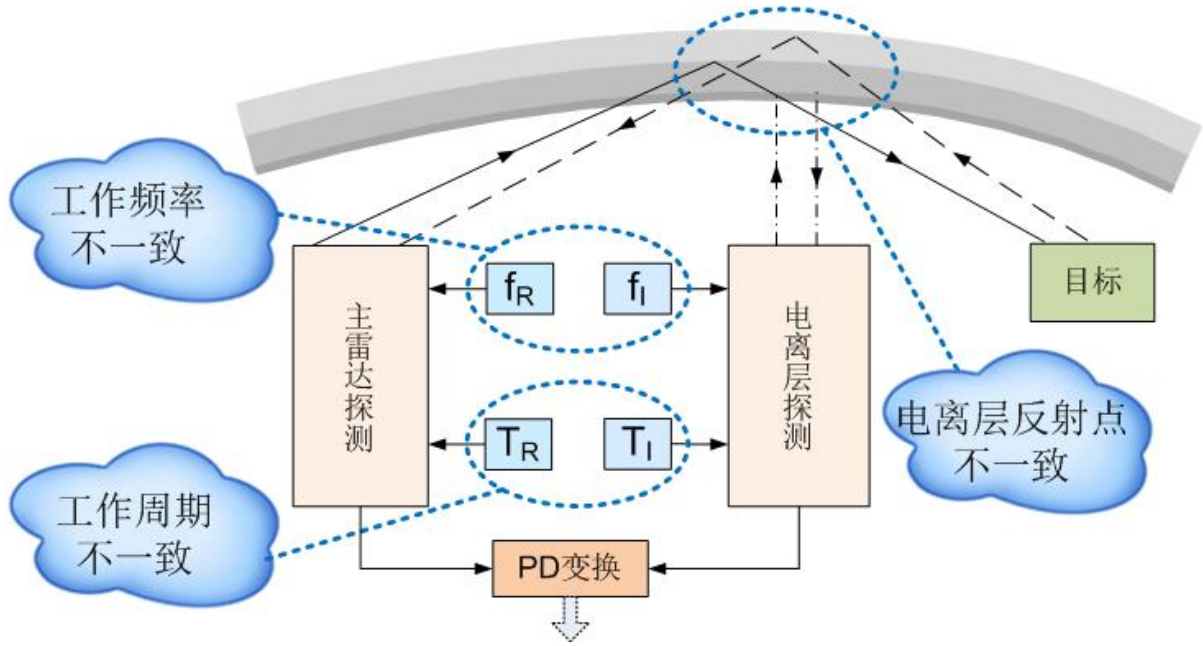 工作频率
不一致
f_R
f_I
目标
主雷达探测
电离层探测
T_R
T_I
电离层反射点
不一致
工作周期
不一致
PD变换